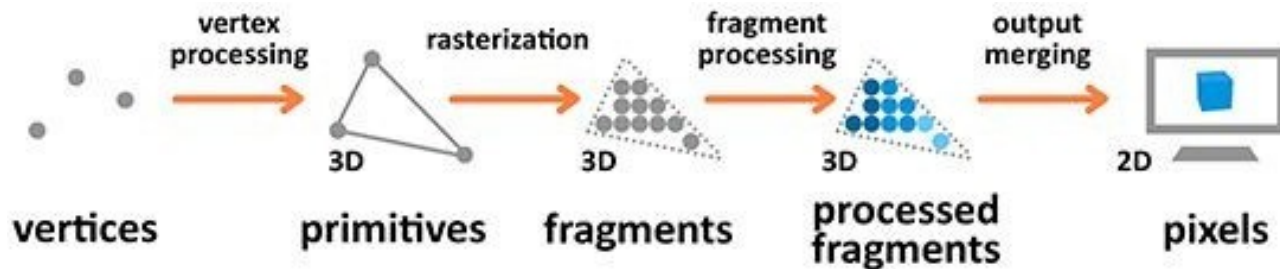 vertex
processing
rasterization
fragment
processing
output
merging
3D
3D
3D
2D
vertices
primitives
fragments
processed
fragments
pixels